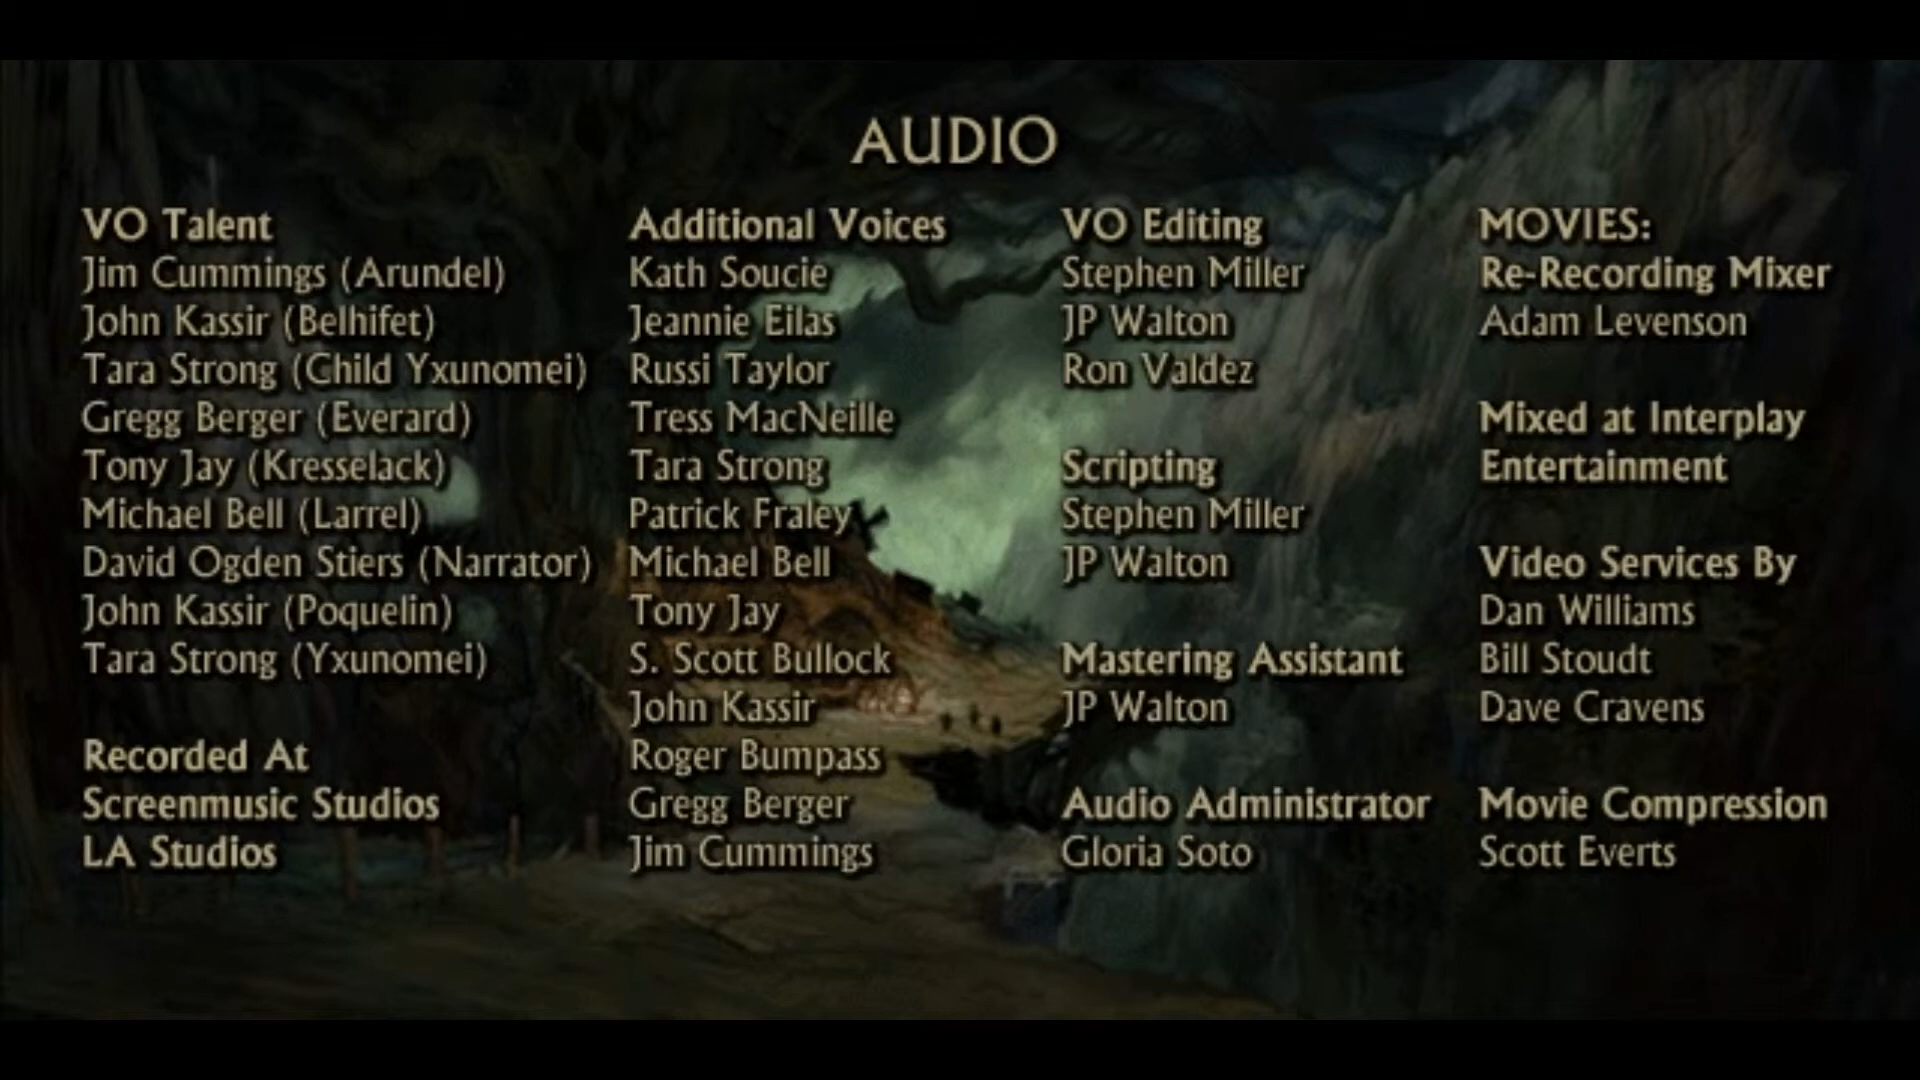 AUDIO
VO Talent
Jim Cummings (Arundel)
John Kassir (Belhifet)
Tara Strong (Child Yxunomei)
Gregg Berger (Everard)
Tony Jay (Kresselack)
Michael Bell (Larrel)
David Ogden Stiers (Narrator)
John Kassir (Poquelin)
Tara Strong (Yxunomei)
Recorded At
Screenmusic Studios
LA Studios
Additional Voices
Kath Soucie
Jeannie Eilas
Russi Taylor
Tress MacNeille
Tara Strong
Patrick Fraley
Michael Bell
Tony Jay
S. Scott Bullock
John Kassir
Roger Bumpass
Gregg Berger
Jim Cummings
VO Editing
Stephen Miller
JP Walton
Ron Valdez
Scripting
Stephen Miller
JP Walton
Mastering Assistant
JP Walton
Audio Administrator
Gloria Soto
MOVIES:
Re-Recording Mixer
Adam Levenson
Mixed at Interplay
Entertainment
Video Services By
Dan Williams
Bill Stoudt
Dave Cravens
Movie Compression
Scott Everts